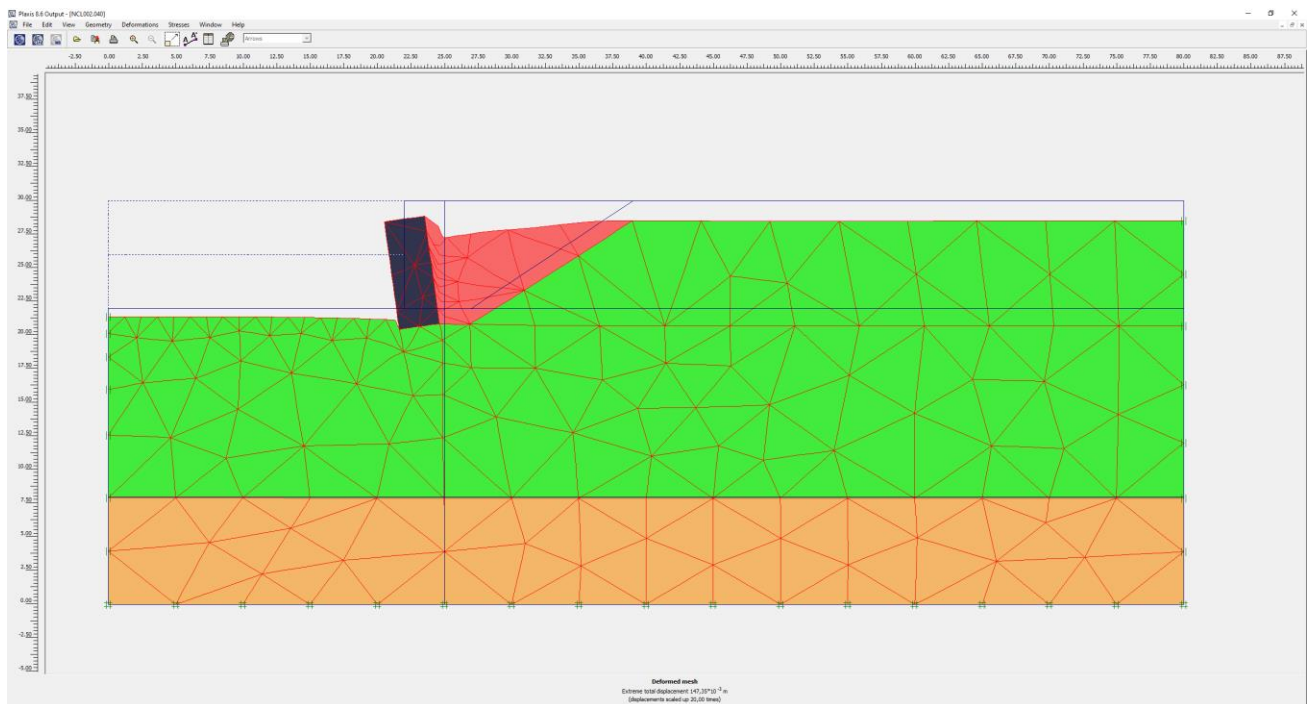 Plaxis 8.6 Output - [NCL002.040]
File Edit View Geometry Deformations Stresses Window Help
Arrows
-2.50 0.00 2.50 5.00 7.50 10.00 12.50 15.00 17.50 20.00 22.50 25.00 27.50 30.00 32.50 35.00 37.50 40.00 42.50 45.00 47.50 50.00 52.50 55.00 57.50 60.00 62.50 65.00 67.50 70.00 72.50 75.00 77.50 80.00 82.50 85.00 87.50
37.50
35.00
32.50
30.00
27.50
25.00
22.50
20.00
17.50
15.00
12.50
10.00
7.50
5.00
2.50
0.00
-2.50
-5.00
A A'
Deformed mesh
Extreme total displacement 147,35*10⁻³ m
(displacements scaled up 20,00 times)